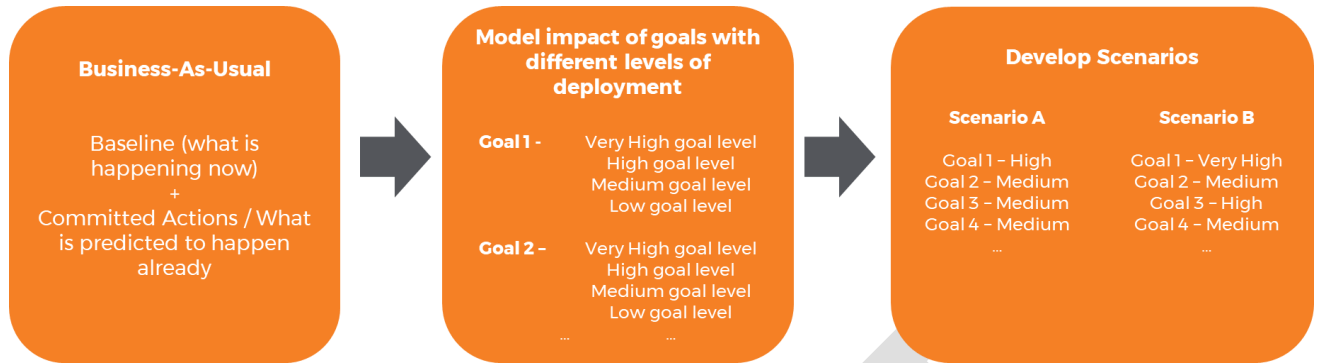 Business-As-Usual
Baseline (what is
happening now)
+
Committed Actions / What
is predicted to happen
already
Model impact of goals with
different levels of
deployment
Goal 1 - Very High goal level
High goal level
Medium goal level
Low goal level
Goal 2 – Very High goal level
High goal level
Medium goal level
Low goal level
... ...
Develop Scenarios
Scenario A
Goal 1 – High
Goal 2 – Medium
Goal 3 – Medium
Goal 4 – Medium
...
Scenario B
Goal 1 – Very High
Goal 2 – Medium
Goal 3 – High
Goal 4 – Medium
...